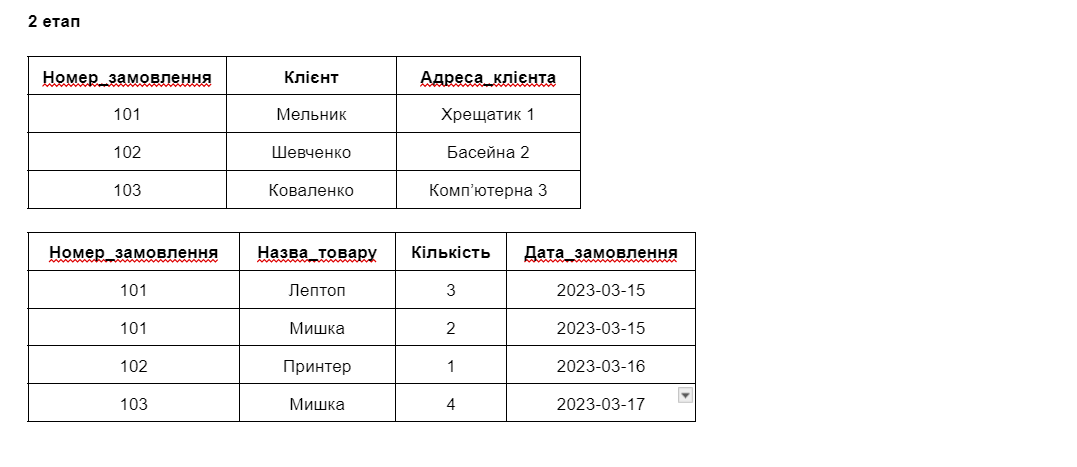 2 етап
Номер_замовлення Клієнт Адреса_клієнта
101 Мельник Хрещатик 1
102 Шевченко Басейна 2
103 Коваленко Комп’ютерна 3
Номер_замовлення Назва_товару Кількість Дата_замовлення
101 Лептоп 3 2023-03-15
101 Мишка 2 2023-03-15
102 Принтер 1 2023-03-16
103 Мишка 4 2023-03-17